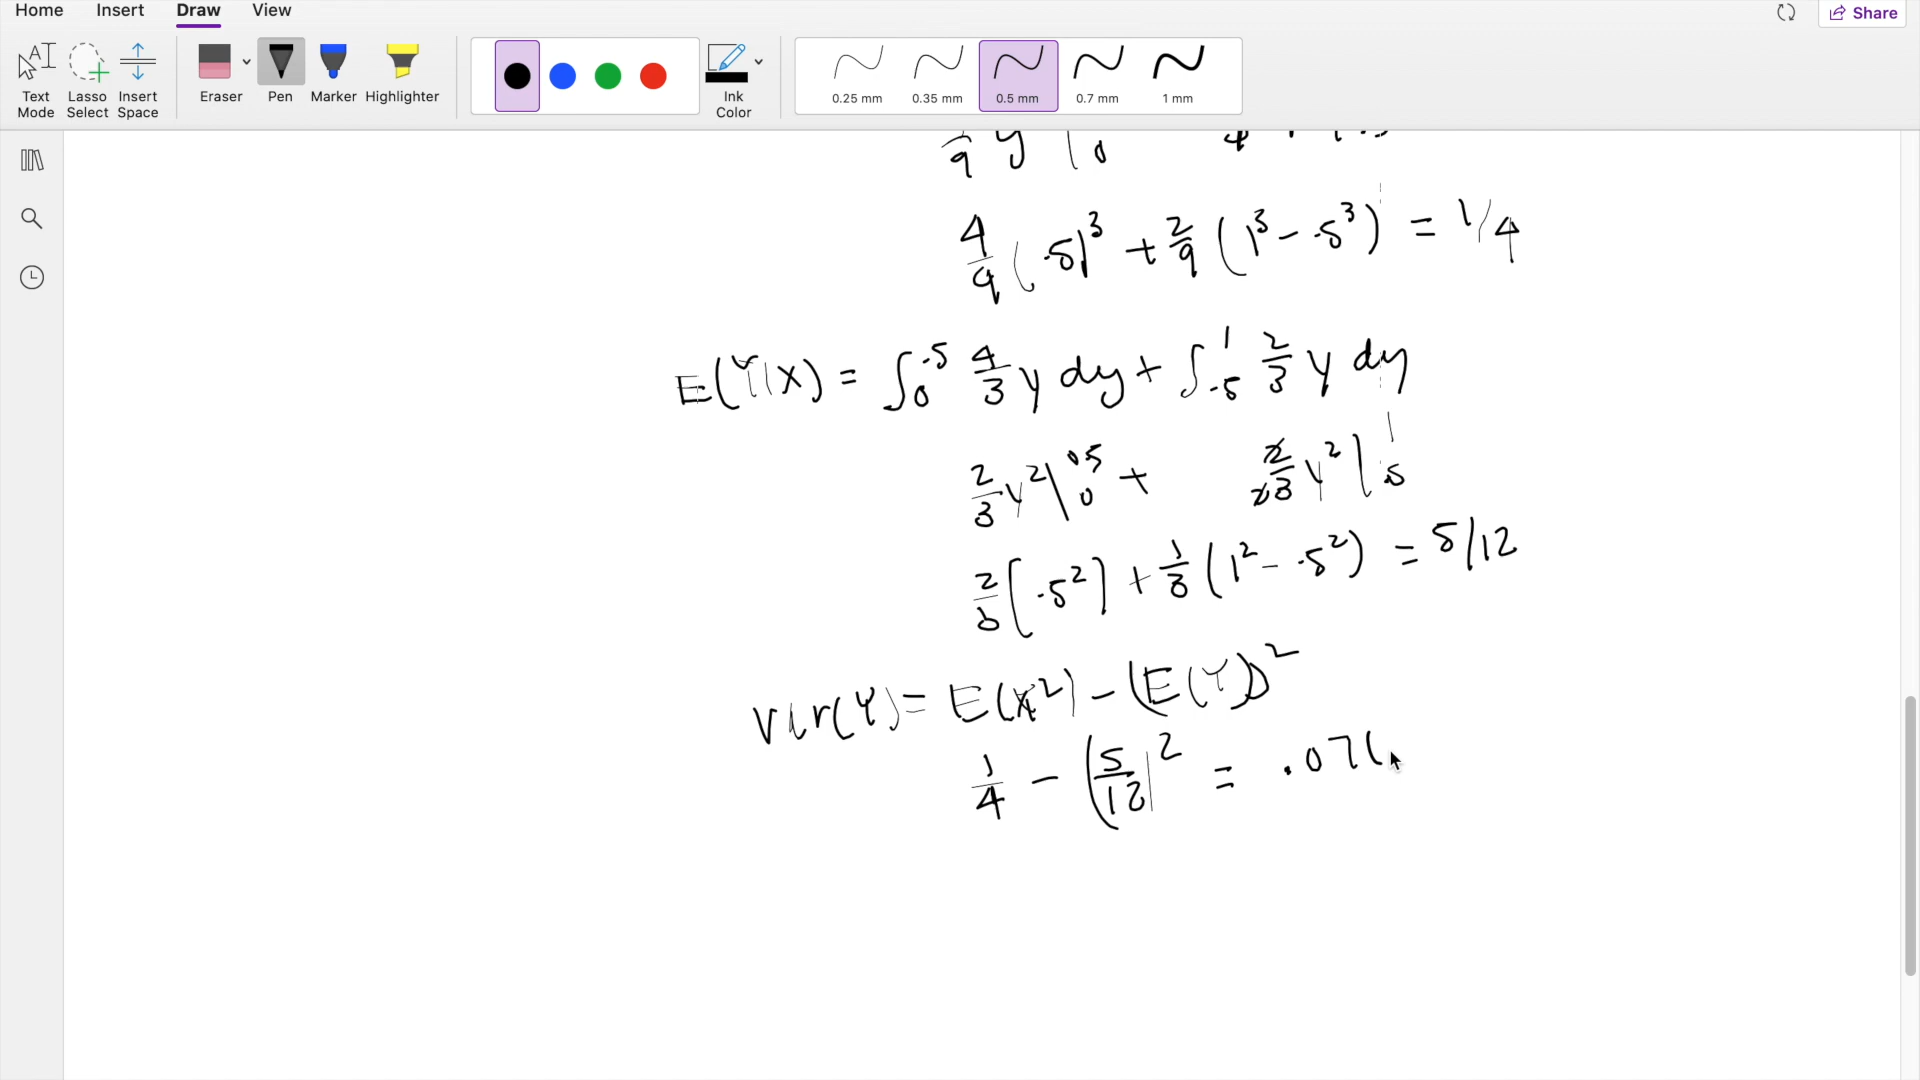 Home Insert Draw View Share
Text Mode Lasso Select Insert Space Eraser Pen Marker Highlighter Ink Color 0.25 mm 0.35 mm 0.5 mm 0.7 mm 1 mm
4/9 (.5)^3 + 2/9 (1^3 - .5^3) = 1/4
E(Y|X) = ∫_0^.5 4/3 y dy + ∫_.5^1 2/3 y dy
2/3 y^2 |_0^05 + 2/23 y^2 |_.5^1
2/3 [.5^2] + 1/3 (1^2 - .5^2) = 5/12
Var(Y) = E(X^2) - (E(Y))^2
1/4 - (5/12)^2 = .07